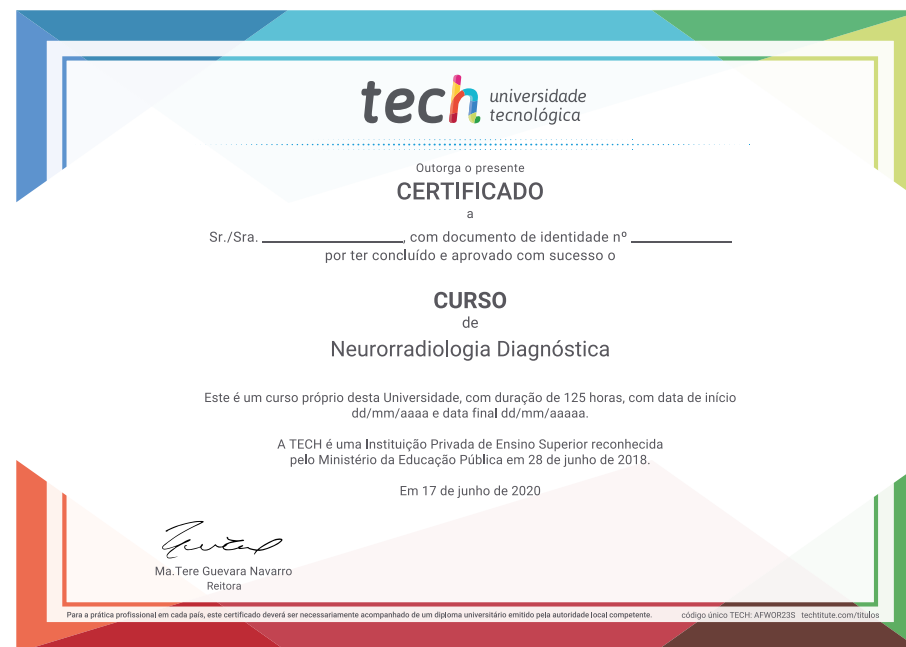 tech universidade
tecnológica
Outorga o presente
CERTIFICADO
a
Sr./Sra. ____________, com documento de identidade nº ____________
por ter concluído e aprovado com sucesso o
CURSO
de
Neurorradiologia Diagnóstica
Este é um curso próprio desta Universidade, com duração de 125 horas, com data de início
dd/mm/aaaa e data final dd/mm/aaaaa.
A TECH é uma Instituição Privada de Ensino Superior reconhecida
pelo Ministério da Educação Pública em 28 de junho de 2018.
Em 17 de junho de 2020
Ma.Tere Guevara Navarro
Reitora
Para a prática profissional em cada país, este certificado deverá ser necessariamente acompanhado de um diploma universitário emitido pela autoridade local competente.
código único TECH: AFWOR23S techtitute.com/títulos